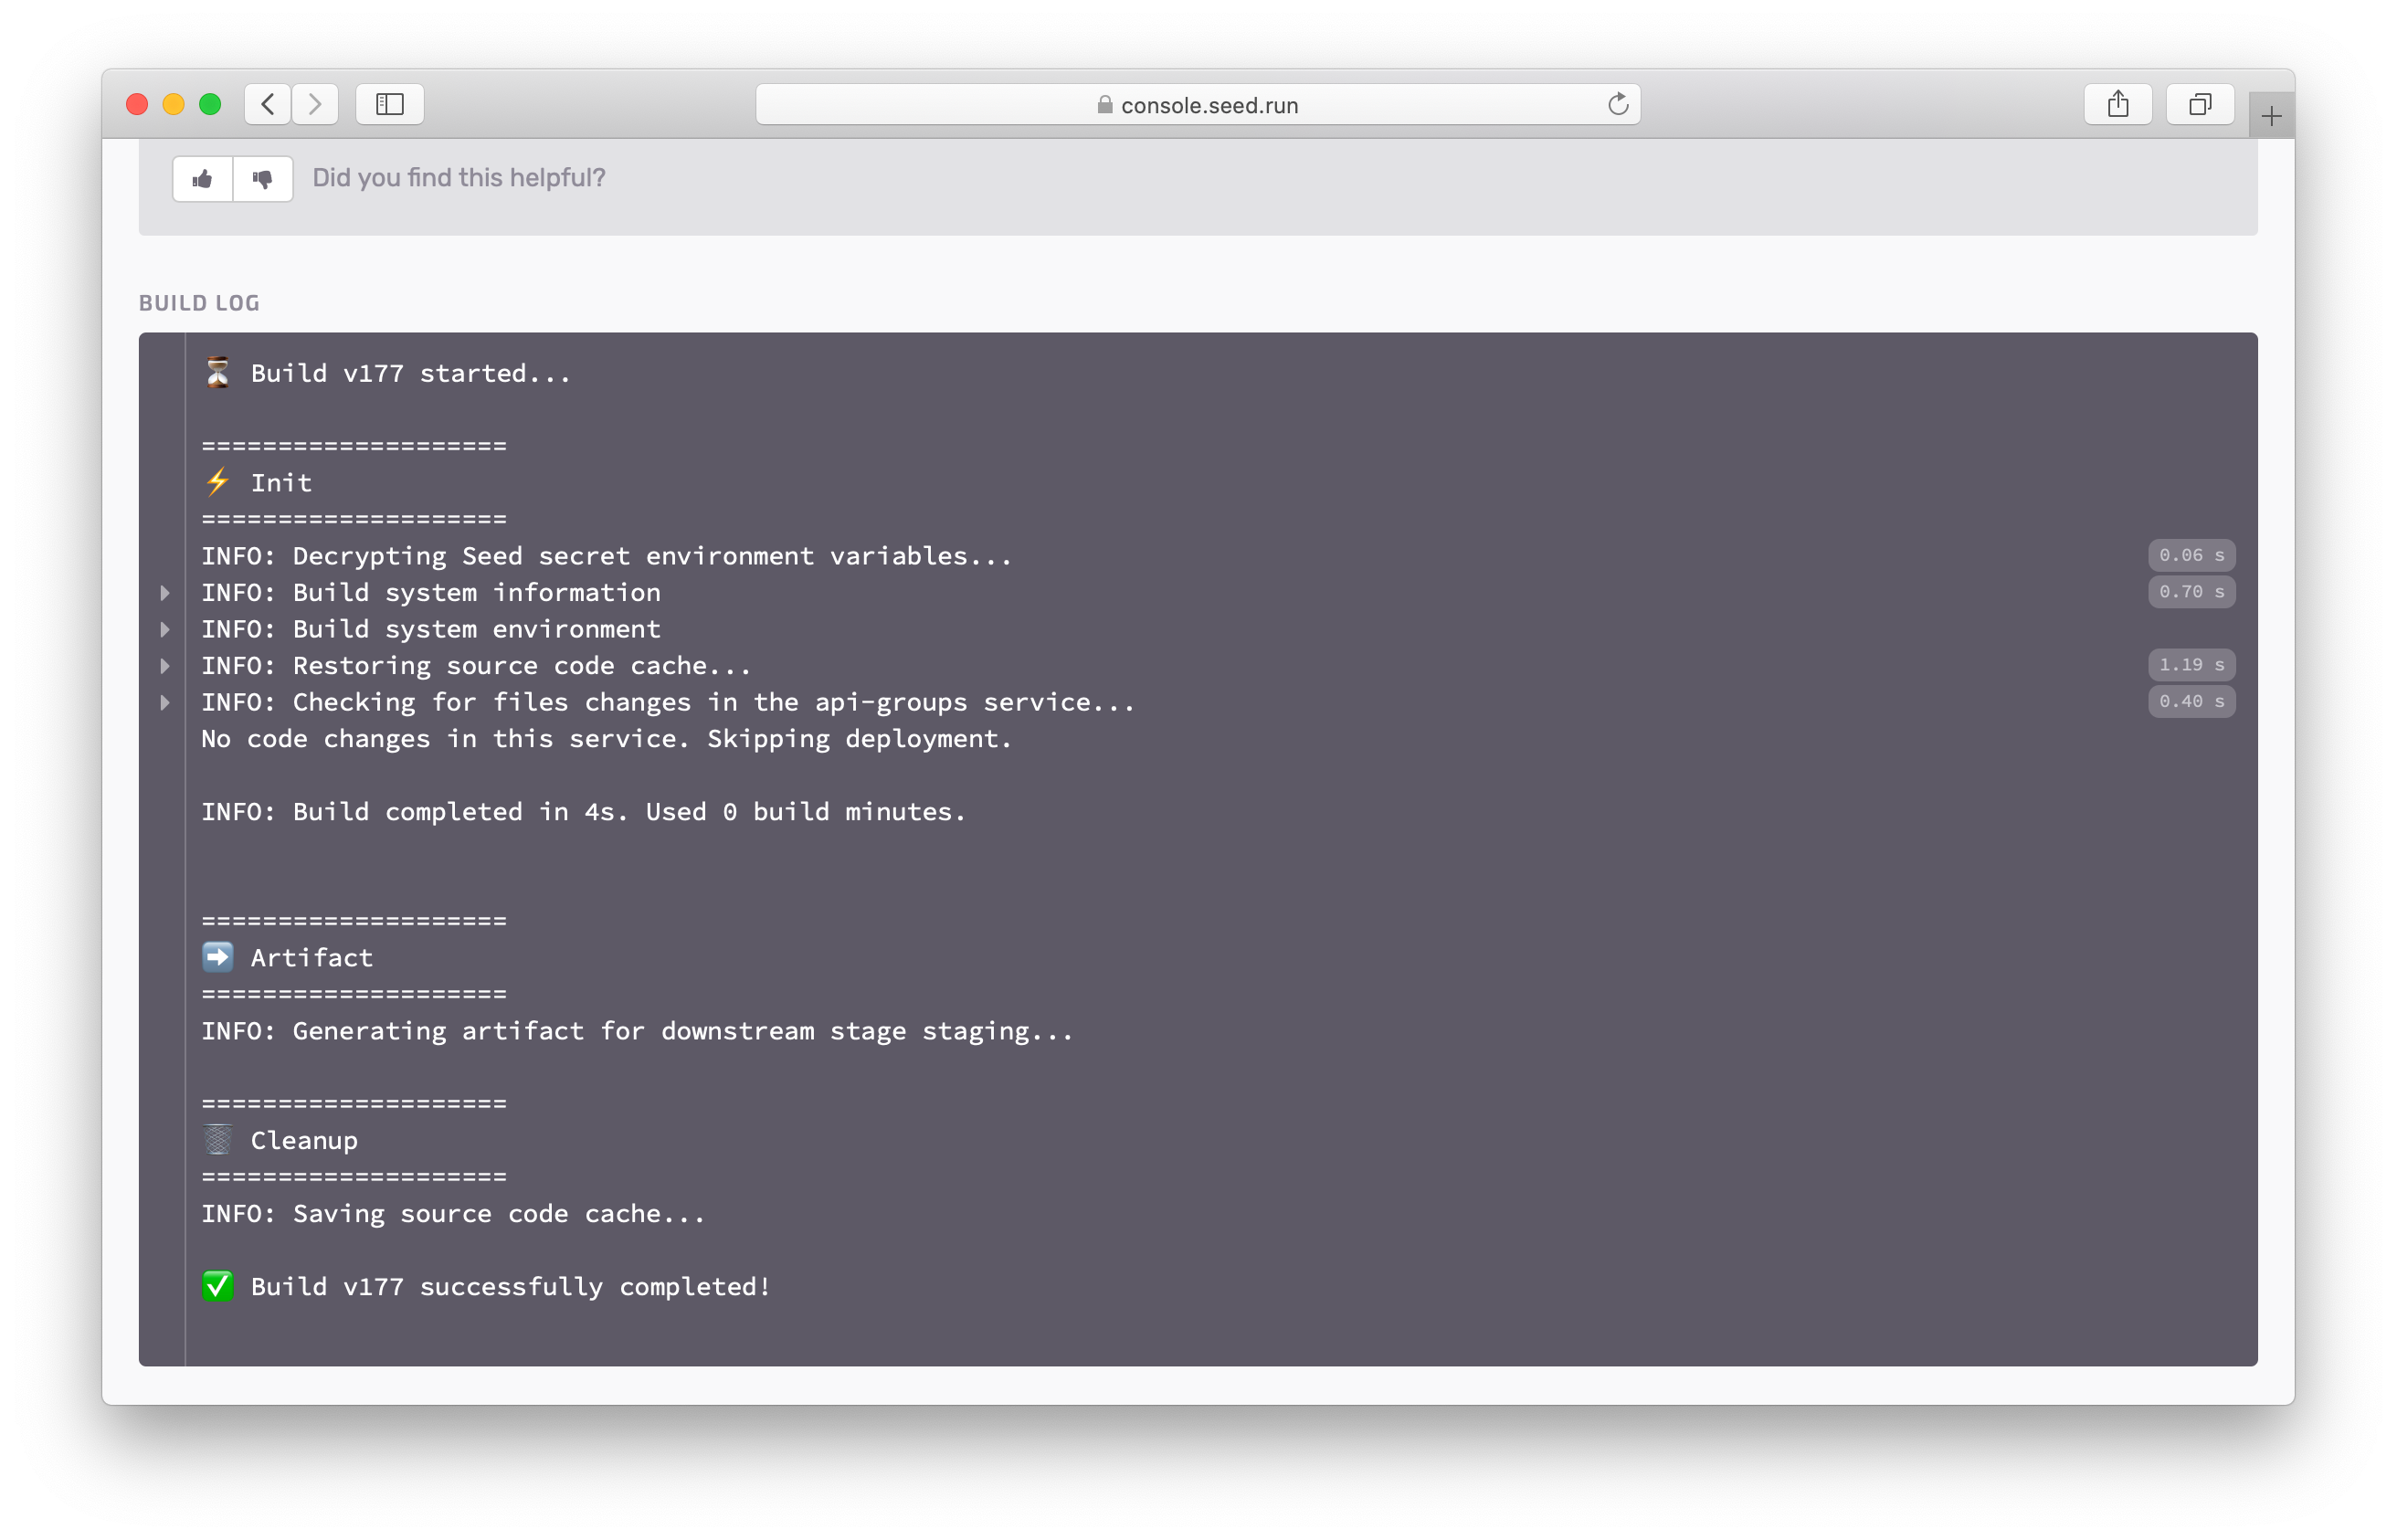 console.seed.run
Did you find this helpful?
BUILD LOG
⏳ Build v177 started...
====================
⚡ Init
====================
INFO: Decrypting Seed secret environment variables... 0.06 s
INFO: Build system information 0.70 s
INFO: Build system environment
INFO: Restoring source code cache... 1.19 s
INFO: Checking for files changes in the api-groups service... 0.40 s
No code changes in this service. Skipping deployment.
INFO: Build completed in 4s. Used 0 build minutes.
====================
➡️ Artifact
====================
INFO: Generating artifact for downstream stage staging...
====================
🗑️ Cleanup
====================
INFO: Saving source code cache...
✅ Build v177 successfully completed!